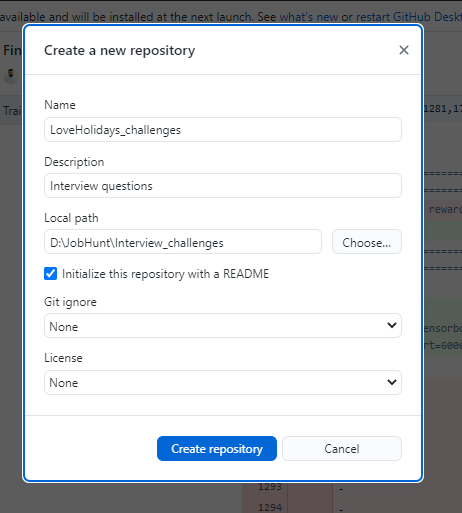 available and will be installed at the next launch. See what's new or restart GitHub Deskt
Fin
Create a new repository
Trai
1281,17
Name
LoveHolidays_challenges
Description
Interview questions
reward
Local path
D:\JobHunt\Interview_challenges
Choose...
Initialize this repository with a README
Git ignore
None
ensorbo
rt=6006
License
None
Create repository
Cancel
1293 -
1294 -